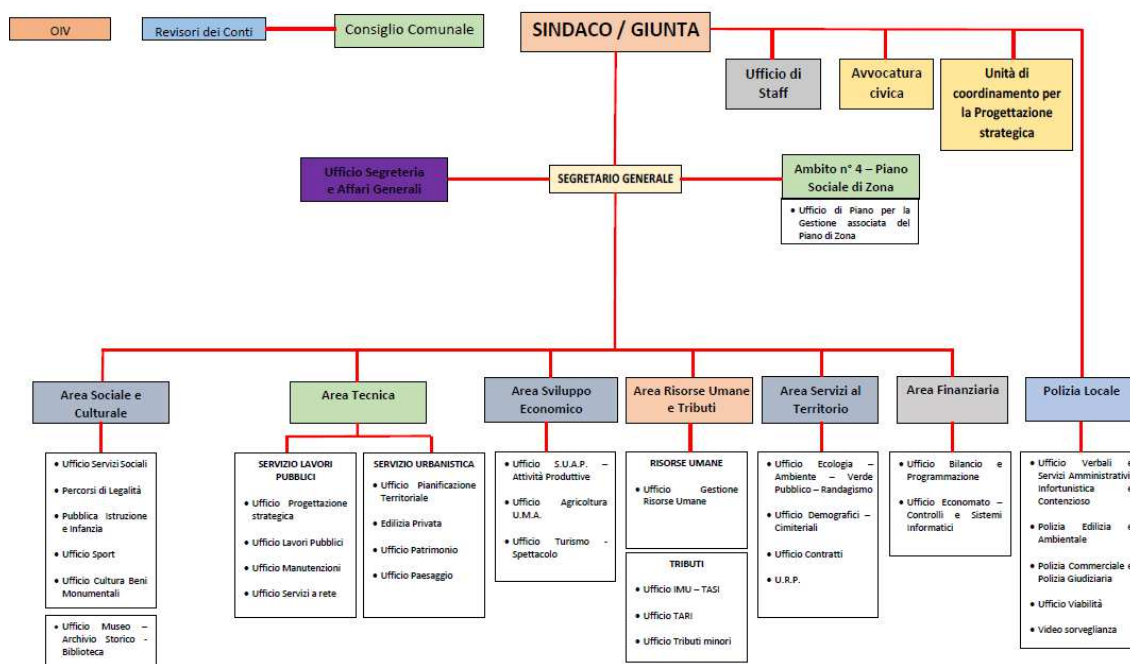 OIV
Revisori dei Conti
Consiglio Comunale
SINDACO / GIUNTA
Ufficio di
Staff
Avvocatura
civica
Unità di
coordinamento per
la Progettazione
strategica
Ufficio Segreteria
e Affari Generali
SEGRETARIO GENERALE
Ambito n° 4 – Piano
Sociale di Zona
• Ufficio di Piano per la
Gestione associata del
Piano di Zona
Area Sociale e
Culturale
• Ufficio Servizi Sociali
• Percorsi di Legalità
• Pubblica Istruzione
e Infanzia
• Ufficio Sport
• Ufficio Cultura Beni
Monumentali
• Ufficio Museo –
Archivio Storico -
Biblioteca
Area Tecnica
SERVIZIO LAVORI
PUBBLICI
• Ufficio Progettazione
strategica
• Ufficio Lavori Pubblici
• Ufficio Manutenzioni
• Ufficio Servizi a rete
SERVIZIO URBANISTICA
• Ufficio Pianificazione
Territoriale
• Edilizia Privata
• Ufficio Patrimonio
• Ufficio Paesaggio
Area Sviluppo
Economico
• Ufficio S.U.A.P. –
Attività Produttive
• Ufficio Agricoltura
U.M.A.
• Ufficio Turismo -
Spettacolo
Area Risorse Umane
e Tributi
RISORSE UMANE
• Ufficio Gestione
Risorse Umane
TRIBUTI
• Ufficio IMU – TASI
• Ufficio TARI
• Ufficio Tributi minori
Area Servizi al
Territorio
• Ufficio Ecologia –
Ambiente – Verde
Pubblico – Randagismo
• Ufficio Demografici –
Cimiteriali
• Ufficio Contratti
• U.R.P.
Area Finanziaria
• Ufficio Bilancio e
Programmazione
• Ufficio Economato –
Controlli e Sistemi
Informatici
Polizia Locale
• Ufficio Verbali e
Servizi Amministrativi
Infortunistica e
Contenzioso
• Polizia Edilizia e
Ambientale
• Polizia Commerciale e
Polizia Giudiziaria
• Ufficio Viabilità
• Video sorveglianza